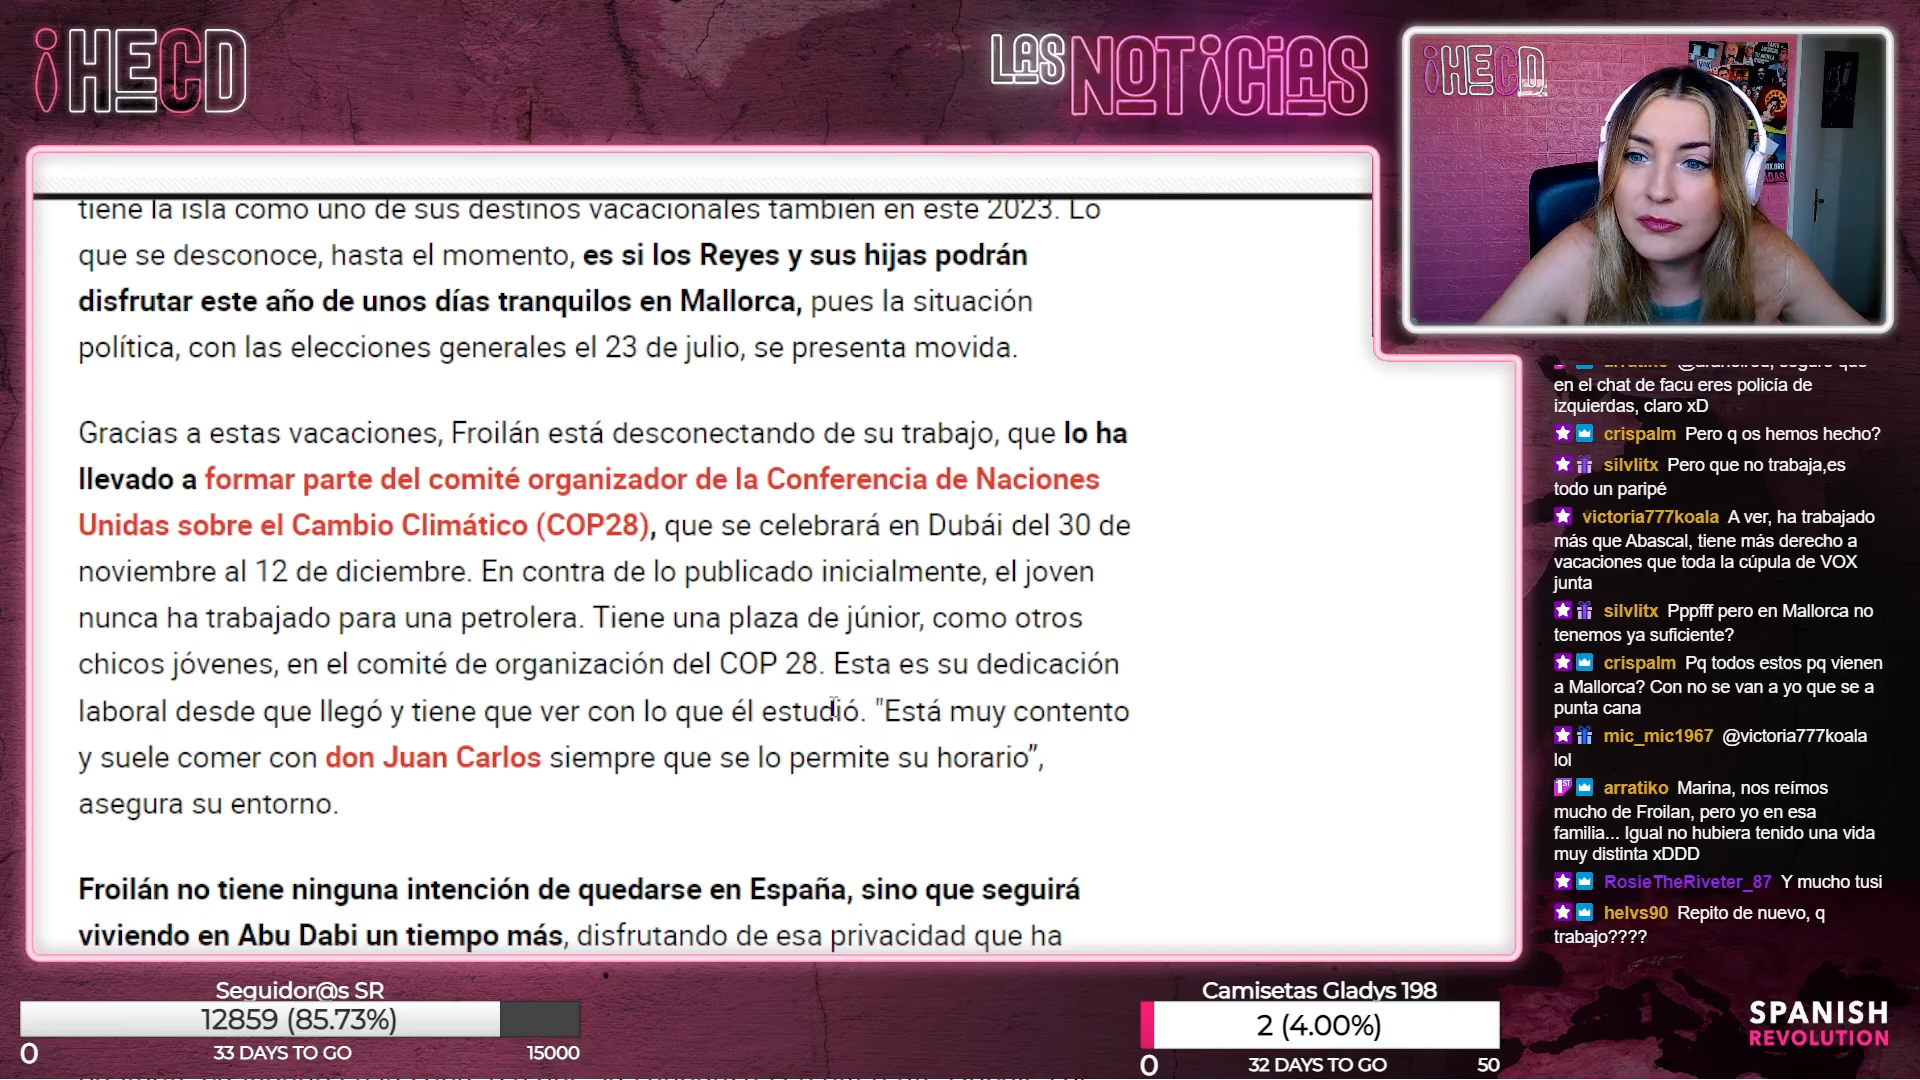 iHECD
LAS NOTiCiAS
iHECD
tiene la isla como uno de sus destinos vacacionales también en este 2023. Lo
que se desconoce, hasta el momento, es si los Reyes y sus hijas podrán
disfrutar este año de unos días tranquilos en Mallorca, pues la situación
política, con las elecciones generales el 23 de julio, se presenta movida.
Gracias a estas vacaciones, Froilán está desconectando de su trabajo, que lo ha
llevado a formar parte del comité organizador de la Conferencia de Naciones
Unidas sobre el Cambio Climático (COP28), que se celebrará en Dubái del 30 de
noviembre al 12 de diciembre. En contra de lo publicado inicialmente, el joven
nunca ha trabajado para una petrolera. Tiene una plaza de júnior, como otros
chicos jóvenes, en el comité de organización del COP 28. Esta es su dedicación
laboral desde que llegó y tiene que ver con lo que él estudió. "Está muy contento
y suele comer con don Juan Carlos siempre que se lo permite su horario”,
asegura su entorno.
Froilán no tiene ninguna intención de quedarse en España, sino que seguirá
viviendo en Abu Dabi un tiempo más, disfrutando de esa privacidad que ha
en el chat de facu eres policía de
izquierdas, claro xD
crispalm Pero q os hemos hecho?
silvlitx Pero que no trabaja,es
todo un paripé
victoria777koala A ver, ha trabajado
más que Abascal, tiene más derecho a
vacaciones que toda la cúpula de VOX
junta
silvlitx Pppfff pero en Mallorca no
tenemos ya suficiente?
crispalm Pq todos estos pq vienen
a Mallorca? Con no se van a yo que se a
punta cana
mic_mic1967 @victoria777koala
lol
1ST arratiko Marina, nos reímos
mucho de Froilan, pero yo en esa
familia... Igual no hubiera tenido una vida
muy distinta xDDD
RosieTheRiveter_87 Y mucho tusi
helvs90 Repito de nuevo, q
trabajo????
Seguidor@s SR
12859 (85.73%)
0 33 DAYS TO GO 15000
Camisetas Gladys 198
2 (4.00%)
0 32 DAYS TO GO 50
SPANISH
REVOLUTION